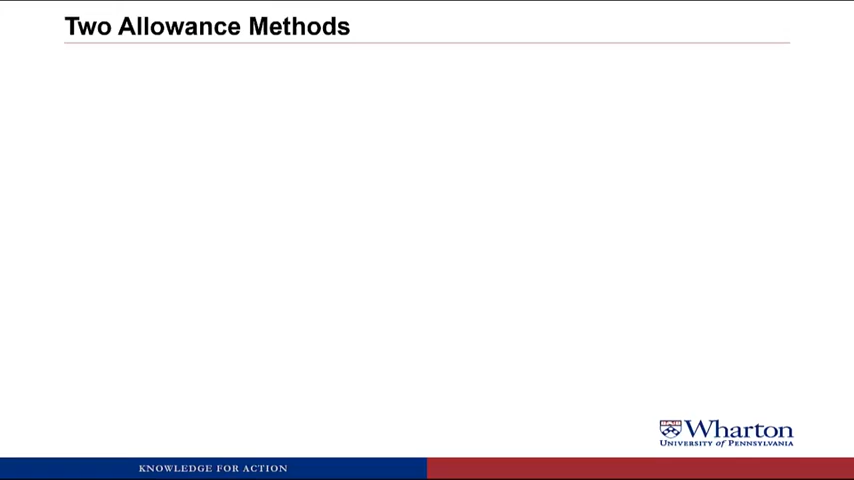 Two Allowance Methods
Wharton
UNIVERSITY of PENNSYLVANIA
KNOWLEDGE FOR ACTION